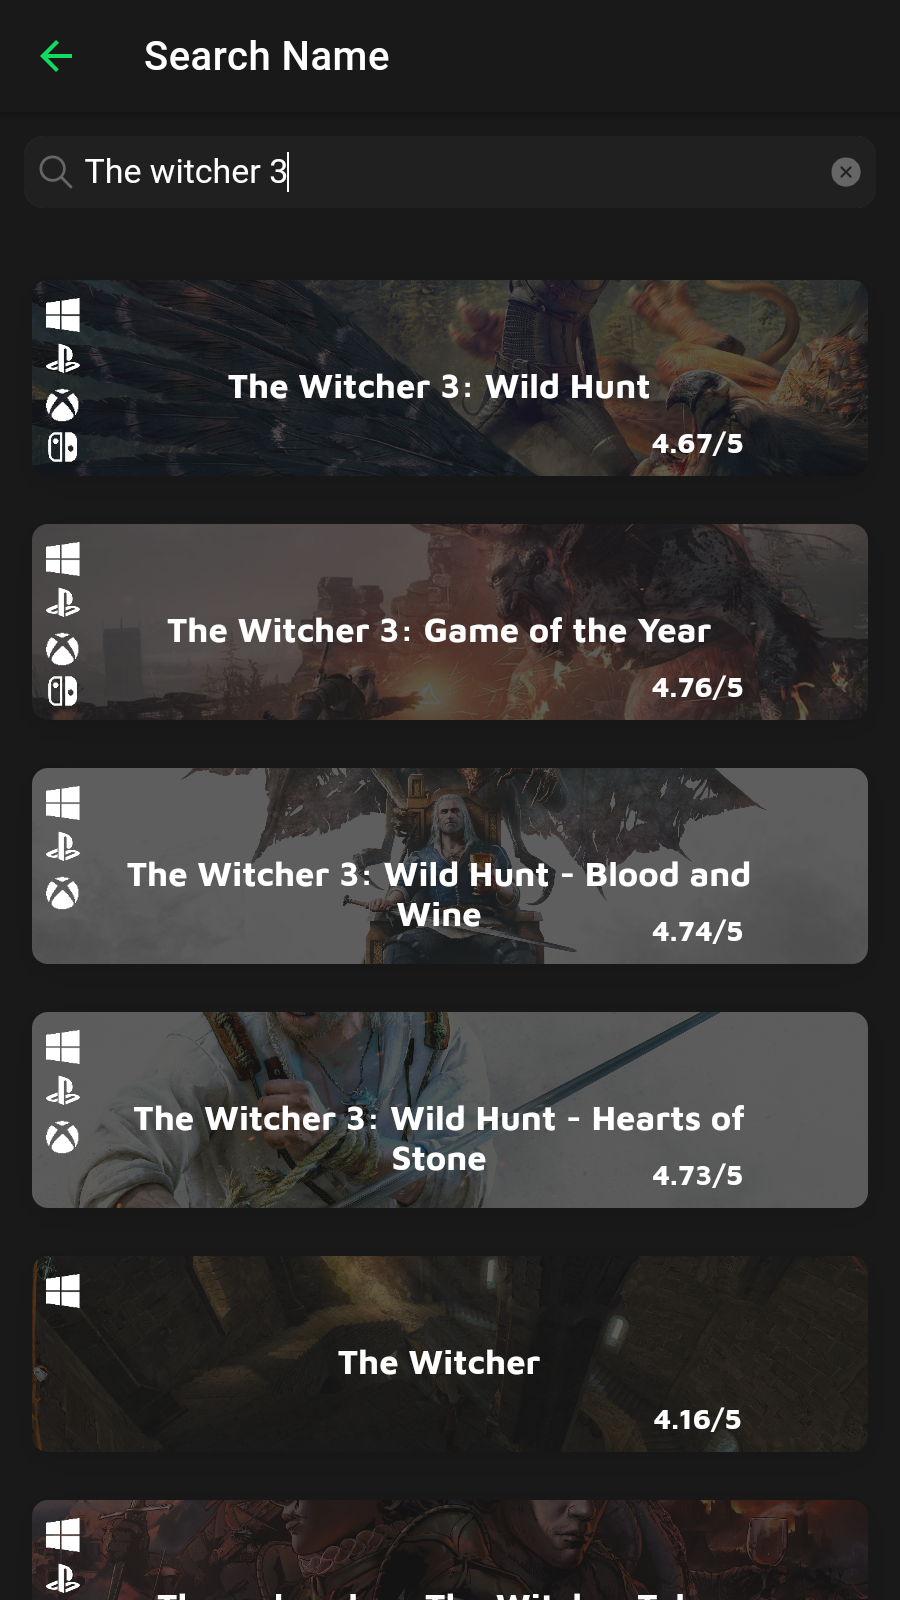 Search Name
The witcher 3
The Witcher 3: Wild Hunt
4.67/5
The Witcher 3: Game of the Year
4.76/5
The Witcher 3: Wild Hunt - Blood and
Wine
4.74/5
The Witcher 3: Wild Hunt - Hearts of
Stone
4.73/5
The Witcher
4.16/5